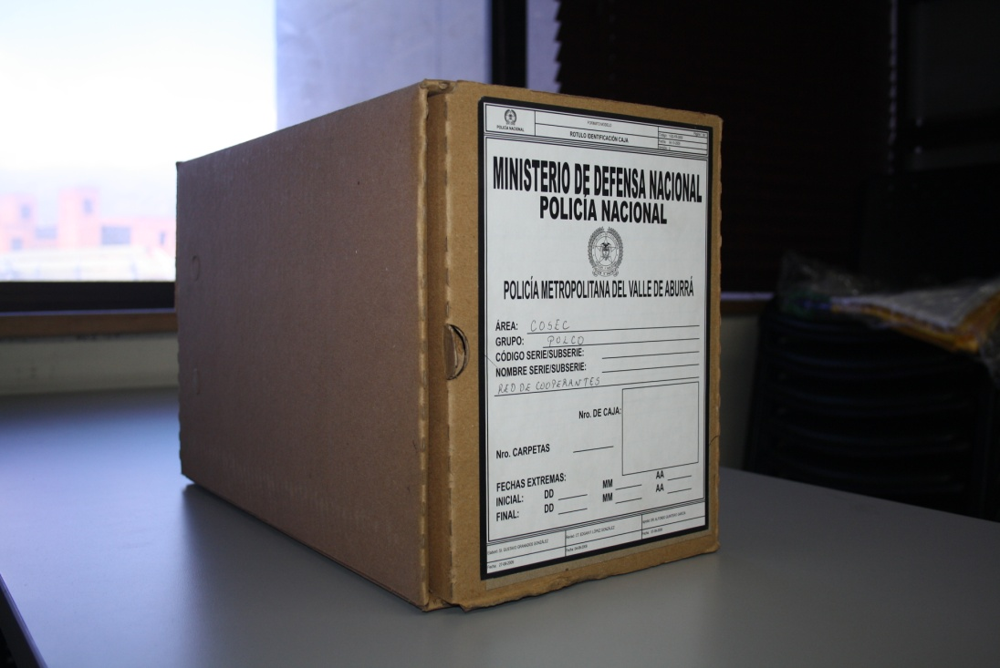 POLICÍA NACIONAL
FORMATO MODELO
ROTULO IDENTIFICACIÓN CAJA
MINISTERIO DE DEFENSA NACIONAL
POLICÍA NACIONAL
POLICÍA METROPOLITANA DEL VALLE DE ABURRÁ
ÁREA: COSEC
GRUPO: POLCO
CÓDIGO SERIE/SUBSERIE:
NOMBRE SERIE/SUBSERIE:
RED DE COOPERANTES
Nro. DE CAJA:
Nro. CARPETAS
FECHAS EXTREMAS:
INICIAL: DD MM AA
FINAL: DD MM AA